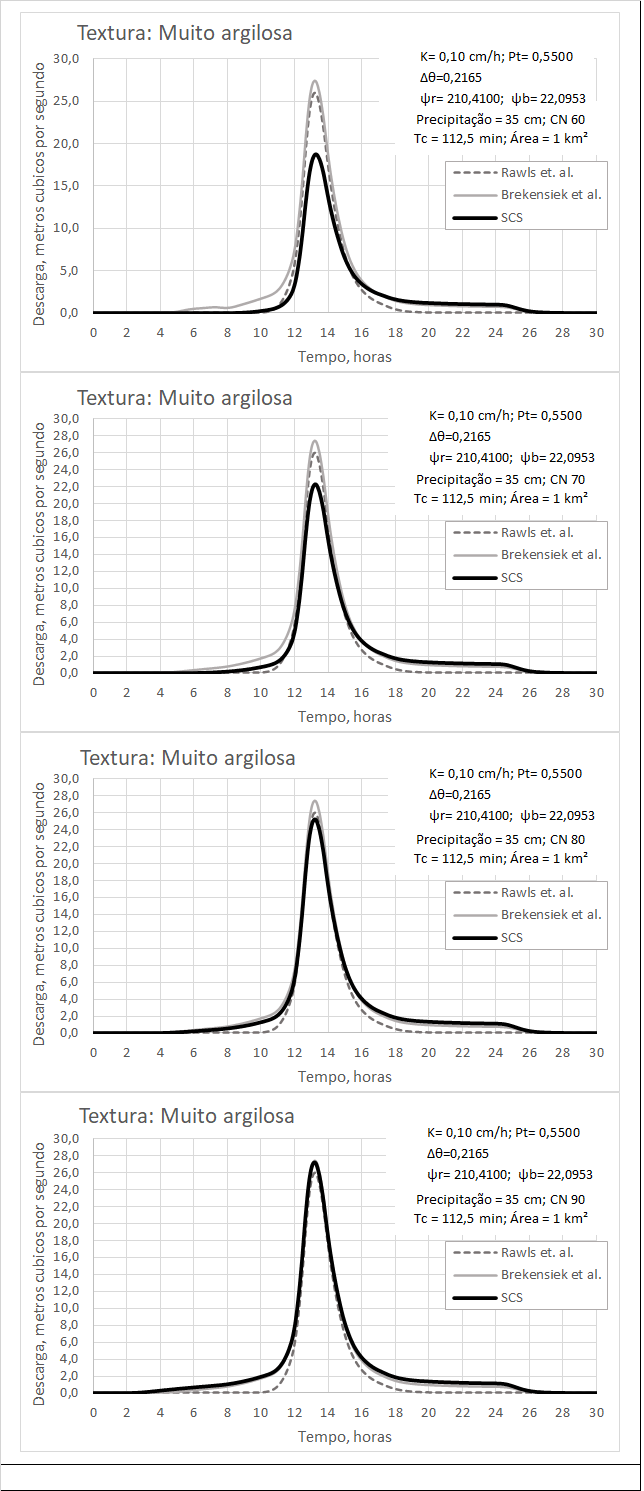 Textura: Muito argilosa
K= 0,10 cm/h; Pt= 0,5500
Δθ=0,2165
ψr= 210,4100; ψb= 22,0953
Precipitação = 35 cm; CN 60
Tc = 112,5 min; Área = 1 km²
Rawls et. al.
Brekensiek et al.
SCS
Descarga, metros cubicos por segundo
30,0
25,0
20,0
15,0
10,0
5,0
0,0
0 2 4 6 8 10 12 14 16 18 20 22 24 26 28 30
Tempo, horas
Textura: Muito argilosa
K= 0,10 cm/h; Pt= 0,5500
Δθ=0,2165
ψr= 210,4100; ψb= 22,0953
Precipitação = 35 cm; CN 70
Tc = 112,5 min; Área = 1 km²
Rawls et. al.
Brekensiek et al.
SCS
Descarga, metros cubicos por segundo
30,0
28,0
26,0
24,0
22,0
20,0
18,0
16,0
14,0
12,0
10,0
8,0
6,0
4,0
2,0
0,0
0 2 4 6 8 10 12 14 16 18 20 22 24 26 28 30
Tempo, horas
Textura: Muito argilosa
K= 0,10 cm/h; Pt= 0,5500
Δθ=0,2165
ψr= 210,4100; ψb= 22,0953
Precipitação = 35 cm; CN 80
Tc = 112,5 min; Área = 1 km²
Rawls et. al.
Brekensiek et al.
SCS
Descarga, metros cubicos por segundo
30,0
28,0
26,0
24,0
22,0
20,0
18,0
16,0
14,0
12,0
10,0
8,0
6,0
4,0
2,0
0,0
0 2 4 6 8 10 12 14 16 18 20 22 24 26 28 30
Tempo, horas
Textura: Muito argilosa
K= 0,10 cm/h; Pt= 0,5500
Δθ=0,2165
ψr= 210,4100; ψb= 22,0953
Precipitação = 35 cm; CN 90
Tc = 112,5 min; Área = 1 km²
Rawls et. al.
Brekensiek et al.
SCS
Descarga, metros cubicos por segundo
30,0
28,0
26,0
24,0
22,0
20,0
18,0
16,0
14,0
12,0
10,0
8,0
6,0
4,0
2,0
0,0
0 2 4 6 8 10 12 14 16 18 20 22 24 26 28 30
Tempo, horas